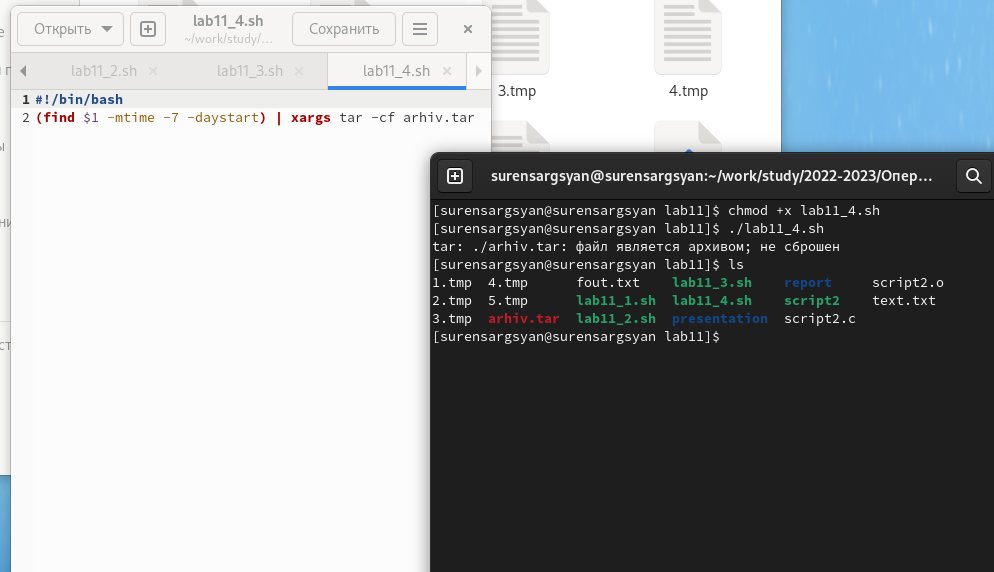 Открыть
lab11_4.sh
~/work/study/...
Сохранить
lab11_2.sh
lab11_3.sh
lab11_4.sh
1 #!/bin/bash
2 (find $1 -mtime -7 -daystart) | xargs tar -cf arhiv.tar
3.tmp
4.tmp
surensargsyan@surensargsyan:~/work/study/2022-2023/Опер...
[surensargsyan@surensargsyan lab11]$ chmod +x lab11_4.sh
[surensargsyan@surensargsyan lab11]$ ./lab11_4.sh
tar: ./arhiv.tar: файл является архивом; не сброшен
[surensargsyan@surensargsyan lab11]$ ls
1.tmp 4.tmp fout.txt lab11_3.sh report script2.o
2.tmp 5.tmp lab11_1.sh lab11_4.sh script2 text.txt
3.tmp arhiv.tar lab11_2.sh presentation script2.c
[surensargsyan@surensargsyan lab11]$